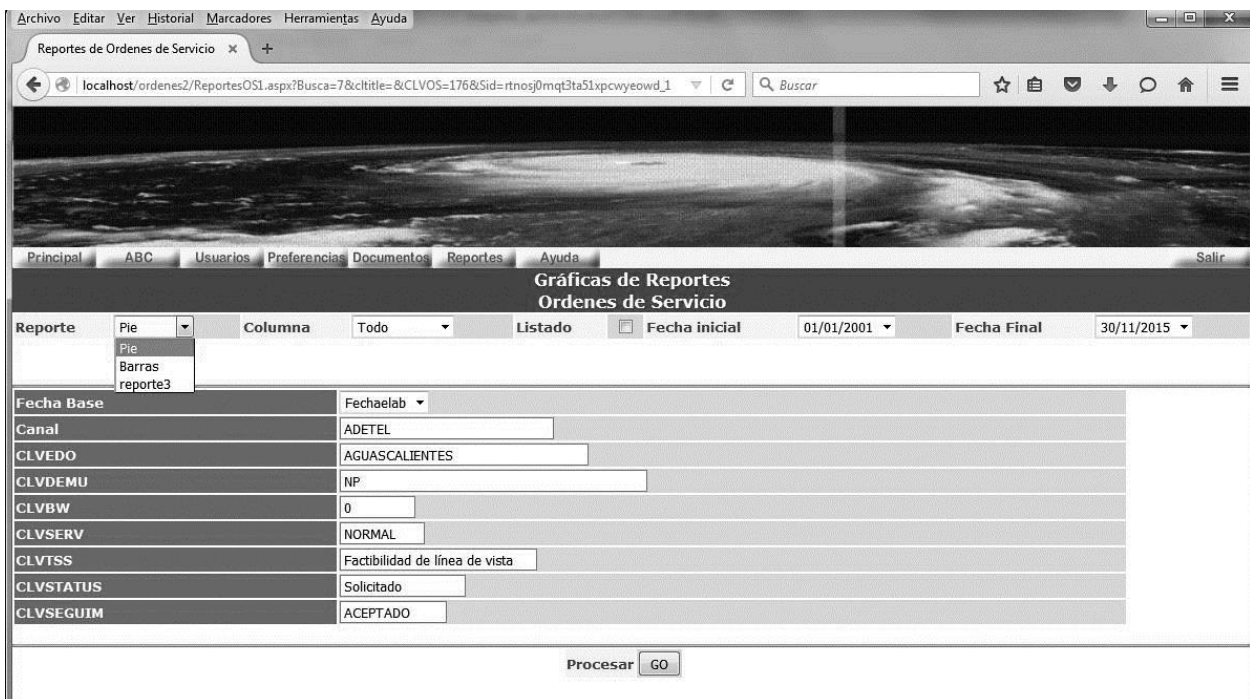 Archivo Editar Ver Historial Marcadores Herramientas Ayuda
Reportes de Ordenes de Servicio × +
localhost/ordenes2/ReportesOS1.aspx?Busca=7&cltitle=&CLVOS=176&Sid=rtnosj0mqt3ta51xpcwyeowd_1 Buscar
Principal ABC Usuarios Preferencias Documentos Reportes Ayuda Salir
Gráficas de Reportes
Ordenes de Servicio
Reporte Pie Columna Todo Listado Fecha inicial 01/01/2001 Fecha Final 30/11/2015
Pie
Barras
reporte3
Fecha Base Fechaelab
Canal ADETEL
CLVEDO AGUASCALIENTES
CLVDEMU NP
CLVBW 0
CLVSERV NORMAL
CLVTSS Factibilidad de línea de vista
CLVSTATUS Solicitado
CLVSEGUIM ACEPTADO
Procesar GO